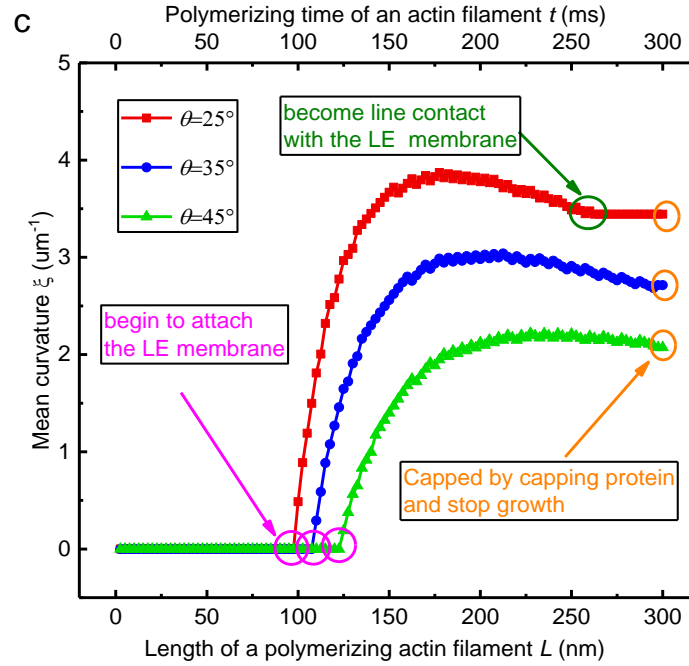 c
Polymerizing time of an actin filament t (ms)
0 50 100 150 200 250 300
5
4
3
2
1
0
Mean curvature ξ (um⁻¹)
θ=25°
θ=35°
θ=45°
become line contact
with the LE membrane
begin to attach
the LE membrane
Capped by capping protein
and stop growth
0 50 100 150 200 250 300
Length of a polymerizing actin filament L (nm)